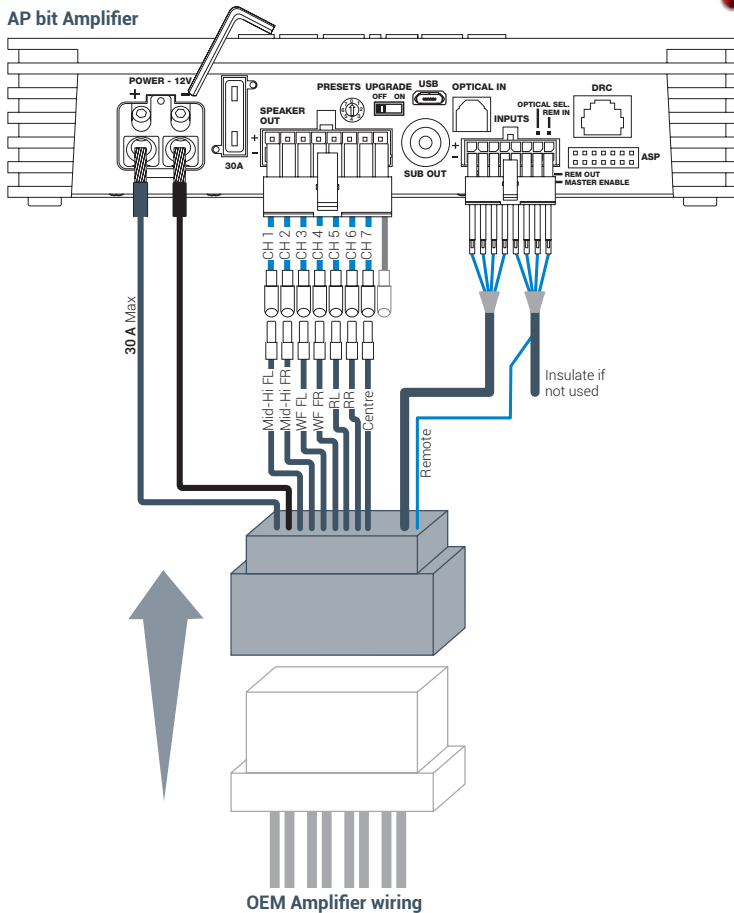 AP bit Amplifier
POWER - 12V
+ -
30A
SPEAKER
OUT
+
-
PRESETS
UPGRADE
OFF ON
USB
SUB OUT
OPTICAL IN
INPUTS
+
-
OPTICAL SEL.
REM IN
DRC
ASP
REM OUT
MASTER ENABLE
CH 1
CH 2
CH 3
CH 4
CH 5
CH 6
CH 7
30 A Max
Mid-Hi FL
Mid-Hi FR
WF FL
WF FR
RL
RR
Centre
Remote
Insulate if
not used
OEM Amplifier wiring